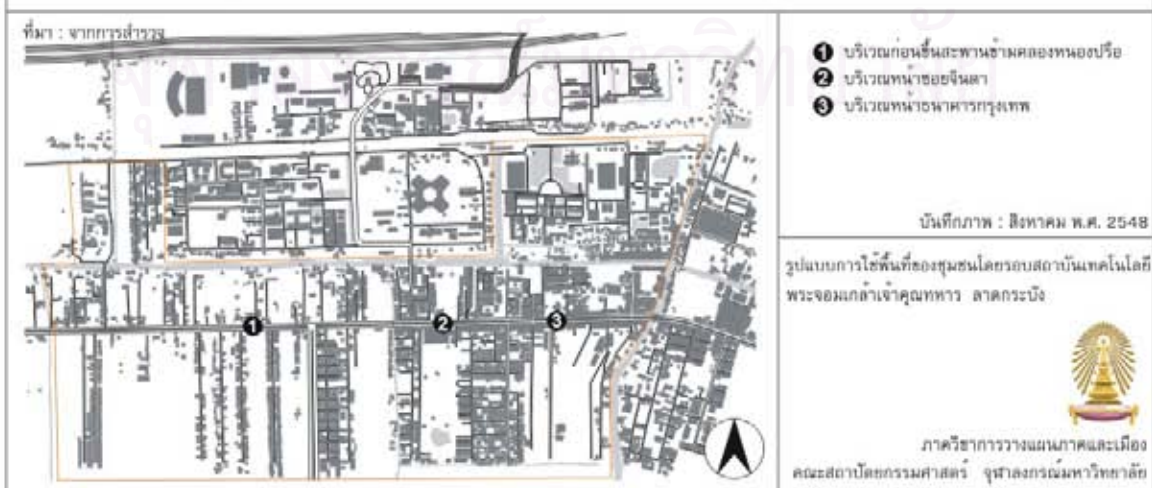 ที่มา : จากการสำรวจ
1 บริเวณก่อนขึ้นสะพานข้ามคลองหนองปรือ
2 บริเวณหน้าซอยจินดา
3 บริเวณหน้าธนาคารกรุงเทพ
1
2
3
บันทึกภาพ : สิงหาคม พ.ศ. 2548
รูปแบบการใช้พื้นที่ของชุมชนโดยรอบสถาบันเทคโนโลยี
พระจอมเกล้าเจ้าคุณทหาร ลาดกระบัง
ภาควิชาการวางแผนภาคและเมือง
คณะสถาปัตยกรรมศาสตร์ จุฬาลงกรณ์มหาวิทยาลัย